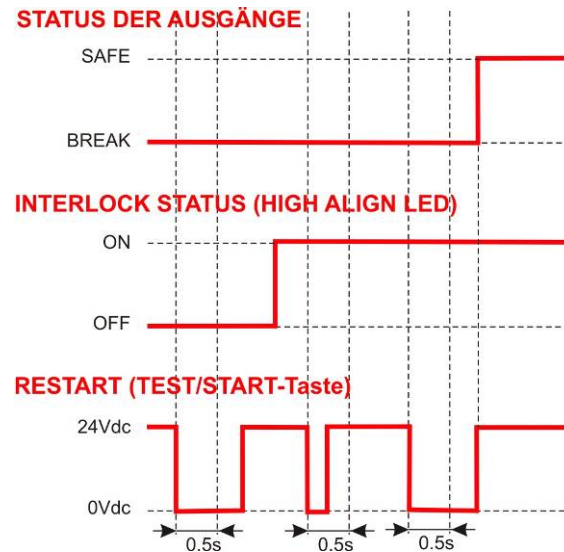 STATUS DER AUSGÄNGE
SAFE
BREAK
INTERLOCK STATUS (HIGH ALIGN LED)
ON
OFF
RESTART (TEST/START-Taste)
24Vdc
0Vdc
0.5s 0.5s 0.5s